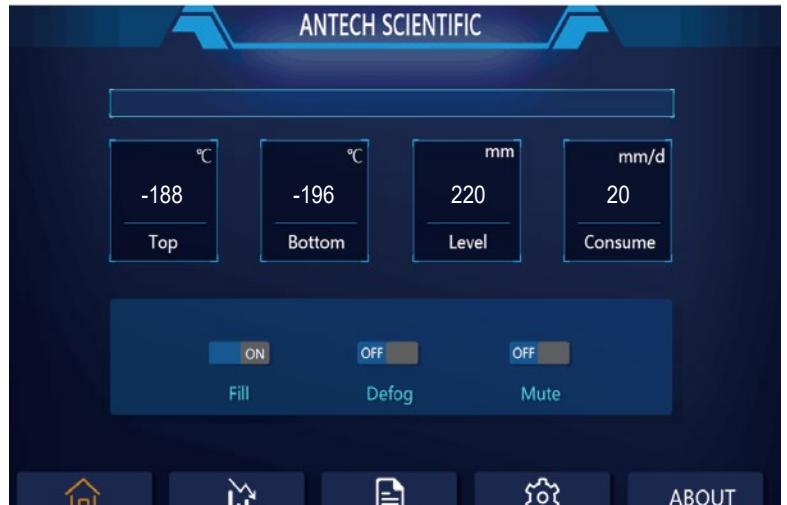 ANTECH SCIENTIFIC
℃ ℃ mm mm/d
-188 -196 220 20
Top Bottom Level Consume
ON OFF OFF
Fill Defog Mute
ABOUT